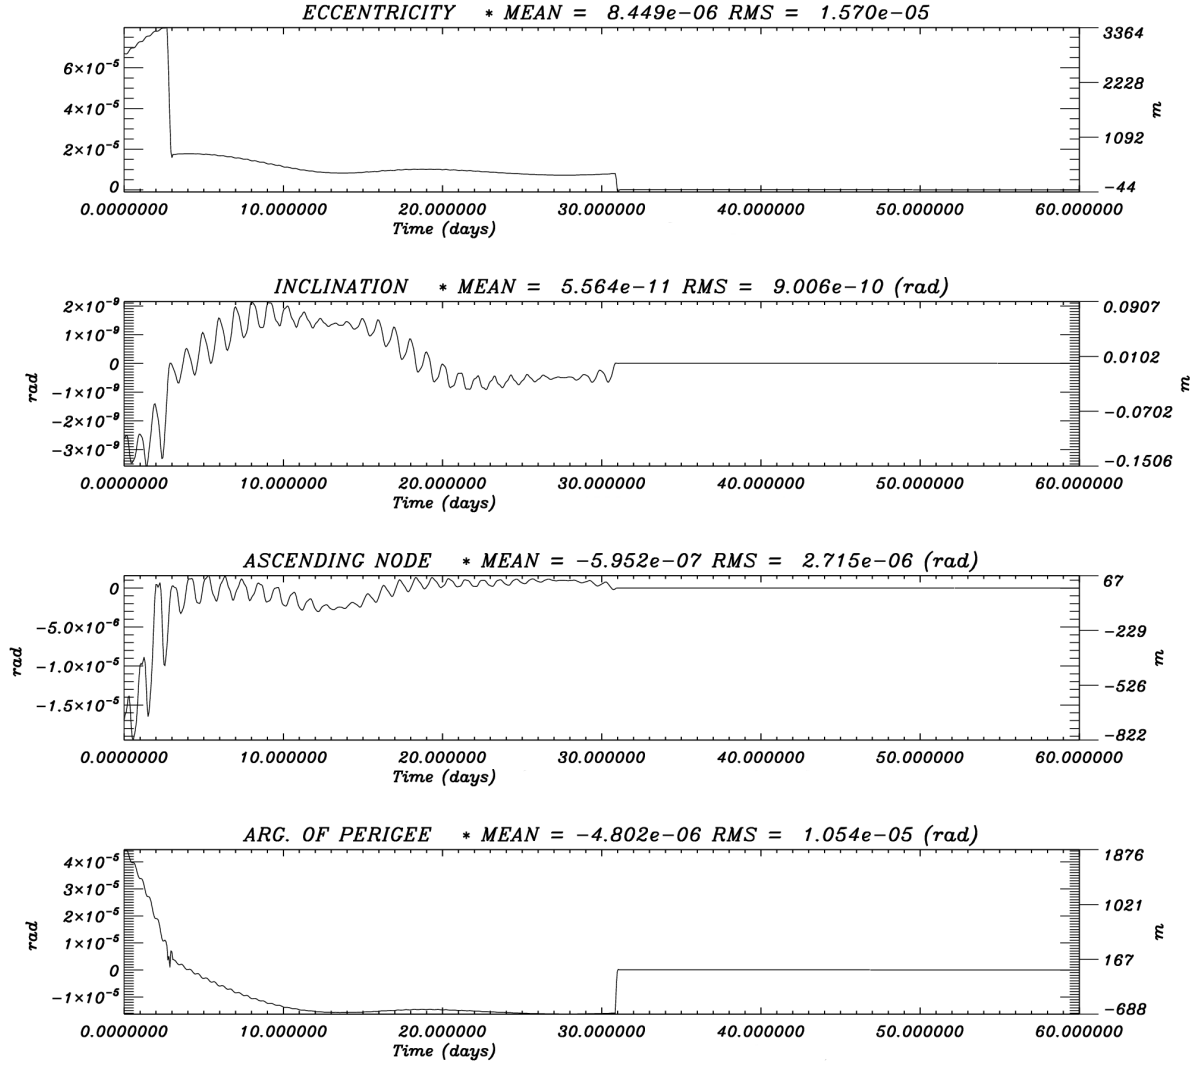 ECCENTRICITY * MEAN = 8.449e−06 RMS = 1.570e−05
6×10⁻⁵
4×10⁻⁵
2×10⁻⁵
0
3364
2228
1092
−44
m
0.0000000 10.000000 20.000000 30.000000 40.000000 50.000000 60.000000
Time (days)
INCLINATION * MEAN = 5.564e−11 RMS = 9.006e−10 (rad)
rad
2×10⁻⁹
1×10⁻⁹
0
−1×10⁻⁹
−2×10⁻⁹
−3×10⁻⁹
0.0907
0.0102
−0.0702
−0.1506
m
0.0000000 10.000000 20.000000 30.000000 40.000000 50.000000 60.000000
Time (days)
ASCENDING NODE * MEAN = −5.952e−07 RMS = 2.715e−06 (rad)
rad
0
−5.0×10⁻⁶
−1.0×10⁻⁵
−1.5×10⁻⁵
67
−229
−526
−822
m
0.0000000 10.000000 20.000000 30.000000 40.000000 50.000000 60.000000
Time (days)
ARG. OF PERIGEE * MEAN = −4.802e−06 RMS = 1.054e−05 (rad)
rad
4×10⁻⁵
3×10⁻⁵
2×10⁻⁵
1×10⁻⁵
0
−1×10⁻⁵
1876
1021
167
−688
m
0.0000000 10.000000 20.000000 30.000000 40.000000 50.000000 60.000000
Time (days)